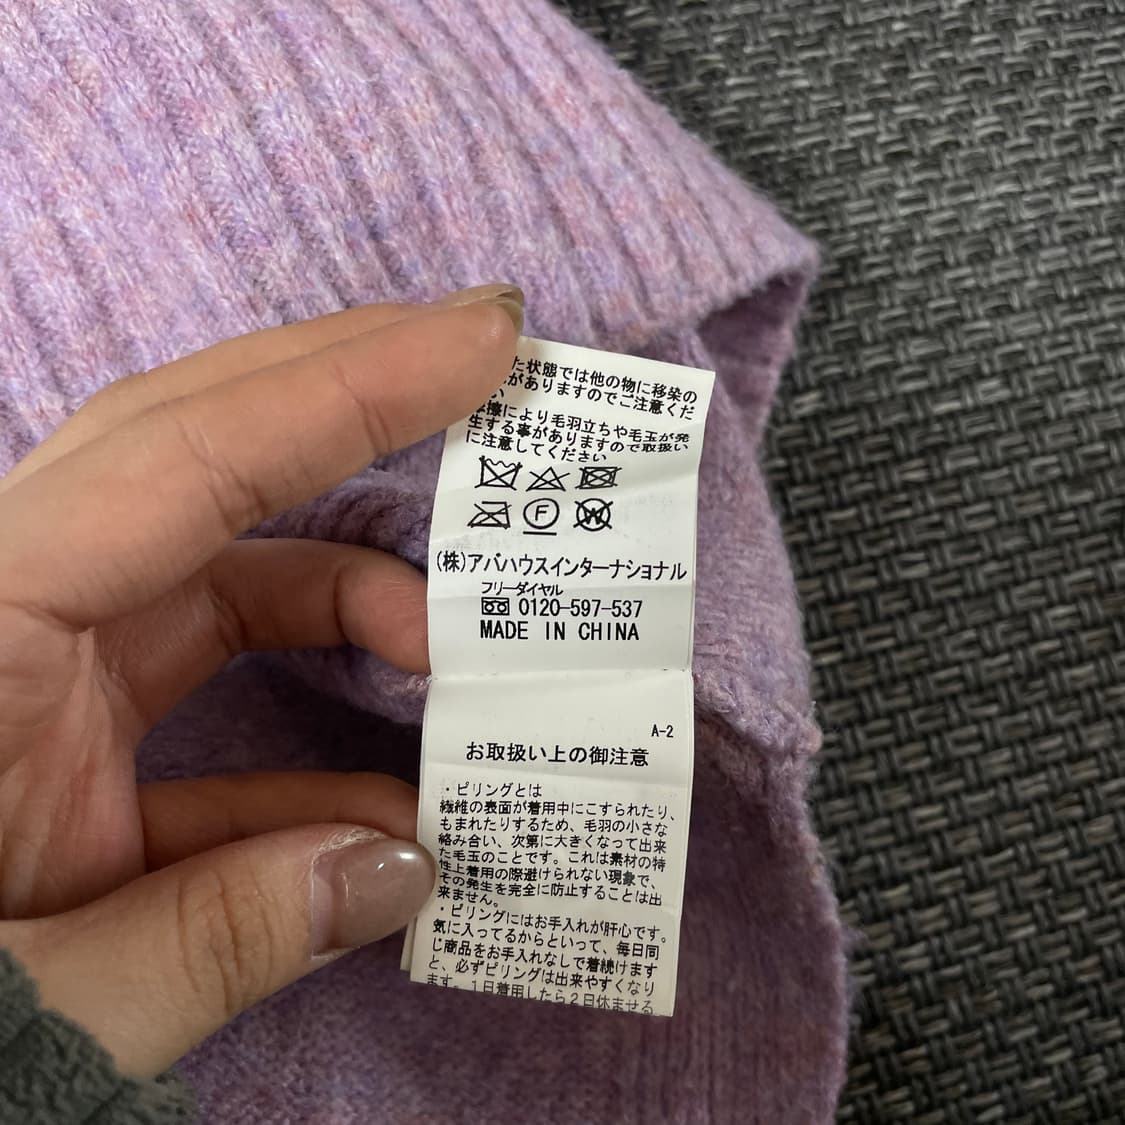 た状態では他の物に移染の
がありますのでご注意くだ
い
擦により毛羽立ちや毛玉が発
生する事がありますので取扱い
に注意してください
F
W
(株)アバハウスインターナショナル
フリーダイヤル
0120-597-537
MADE IN CHINA
A-2
お取扱い上の御注意
・ピリングとは
繊維の表面が着用中にこすられたり、
もまれたりするため、毛羽の小さな
絡み合い、次第に大きくなって出来
た毛玉のことです。これは素材の特
性上着用の際避けられない現象で、
その発生を完全に防止することは出
来ません。
・ピリングにはお手入れが肝心です。
気に入ってるからといって、毎日同
じ商品をお手入れなしで着続けます
と、必ずピリングは出来やすくなり
ます。1日着用したら2日休ませる